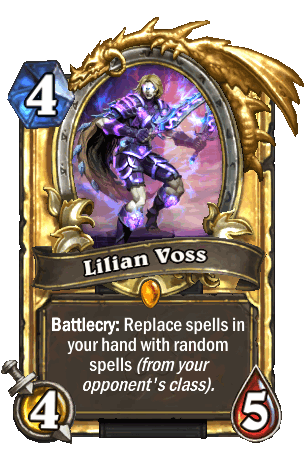 4
Lilian Voss
Battlecry: Replace spells in
your hand with random
spells (from your
opponent's class).
4
5